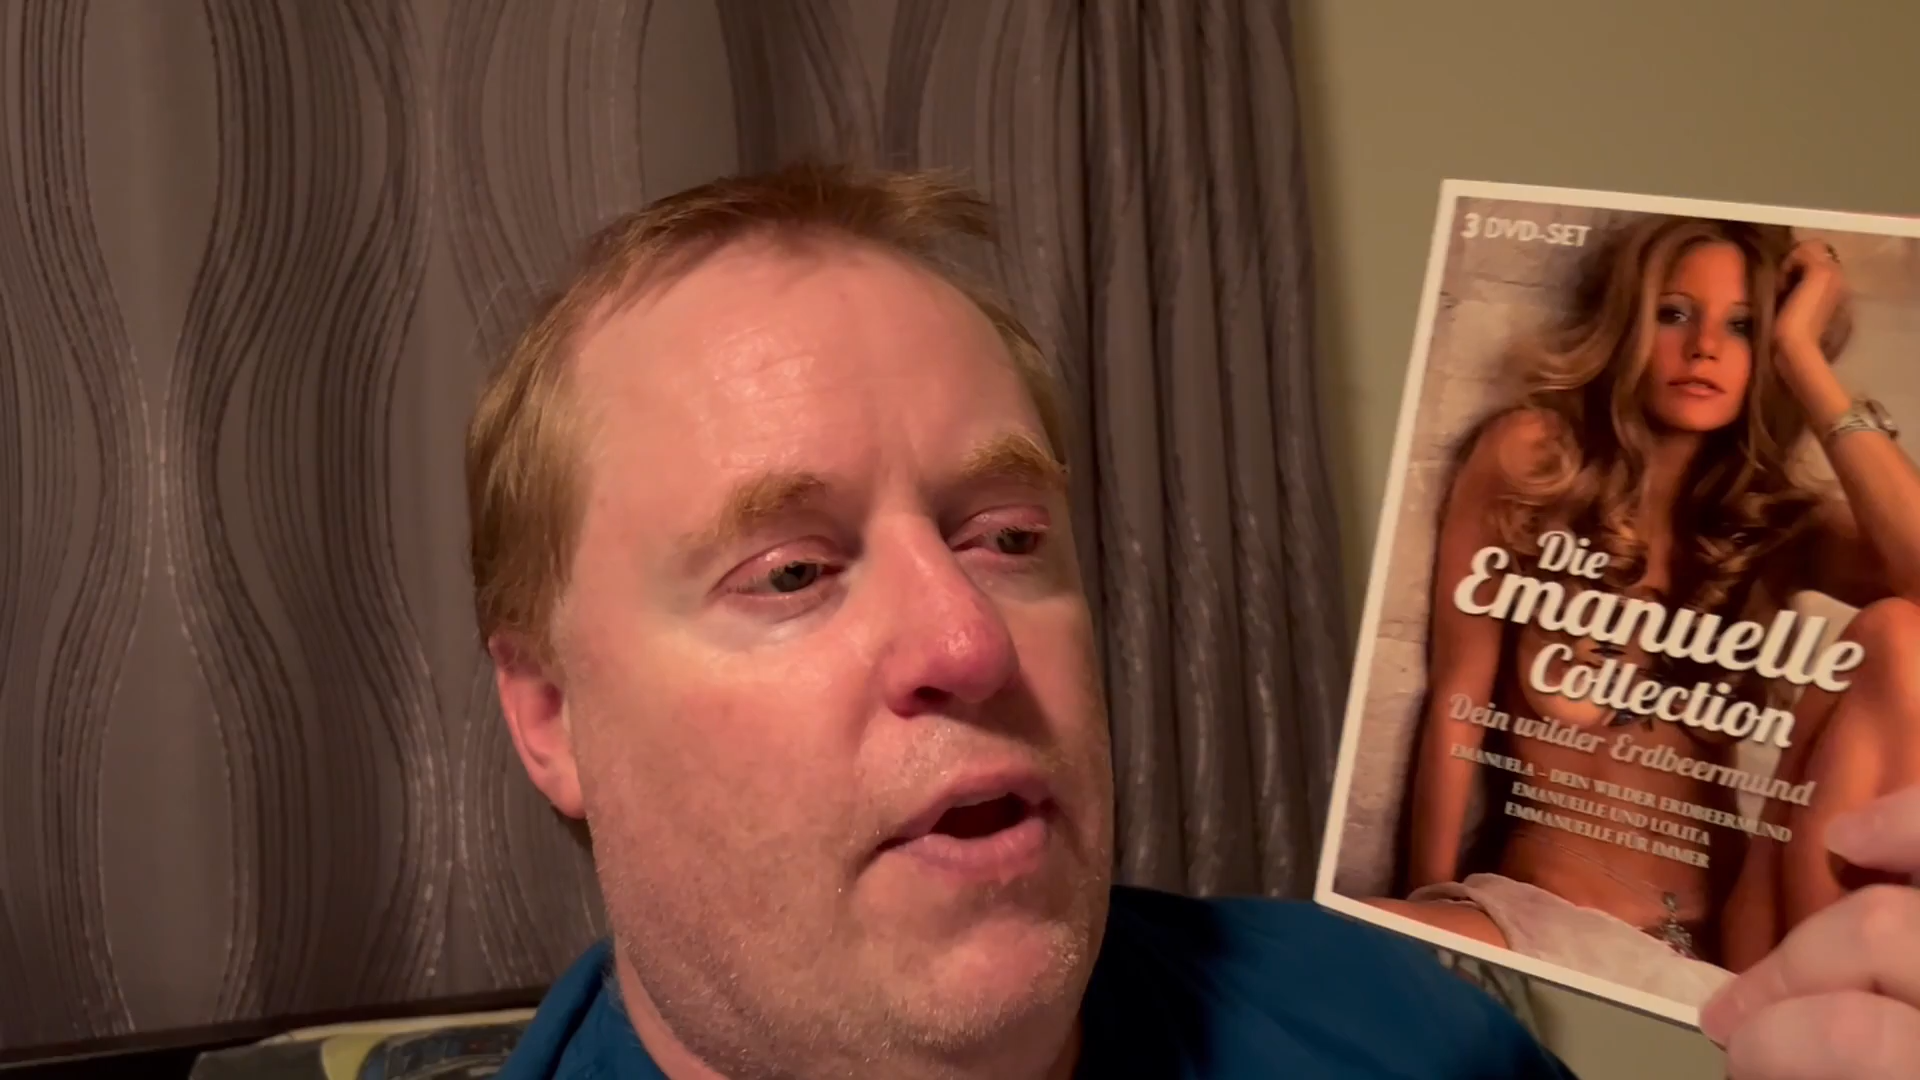 3 DVD-SET
Die
Emanuelle
Collection
Dein wilder Erdbeermund
EMANUELA - DEIN WILDER ERDBEERMUND
EMANUELLE UND LOLITA
EMMANUELLE FÜR IMMER